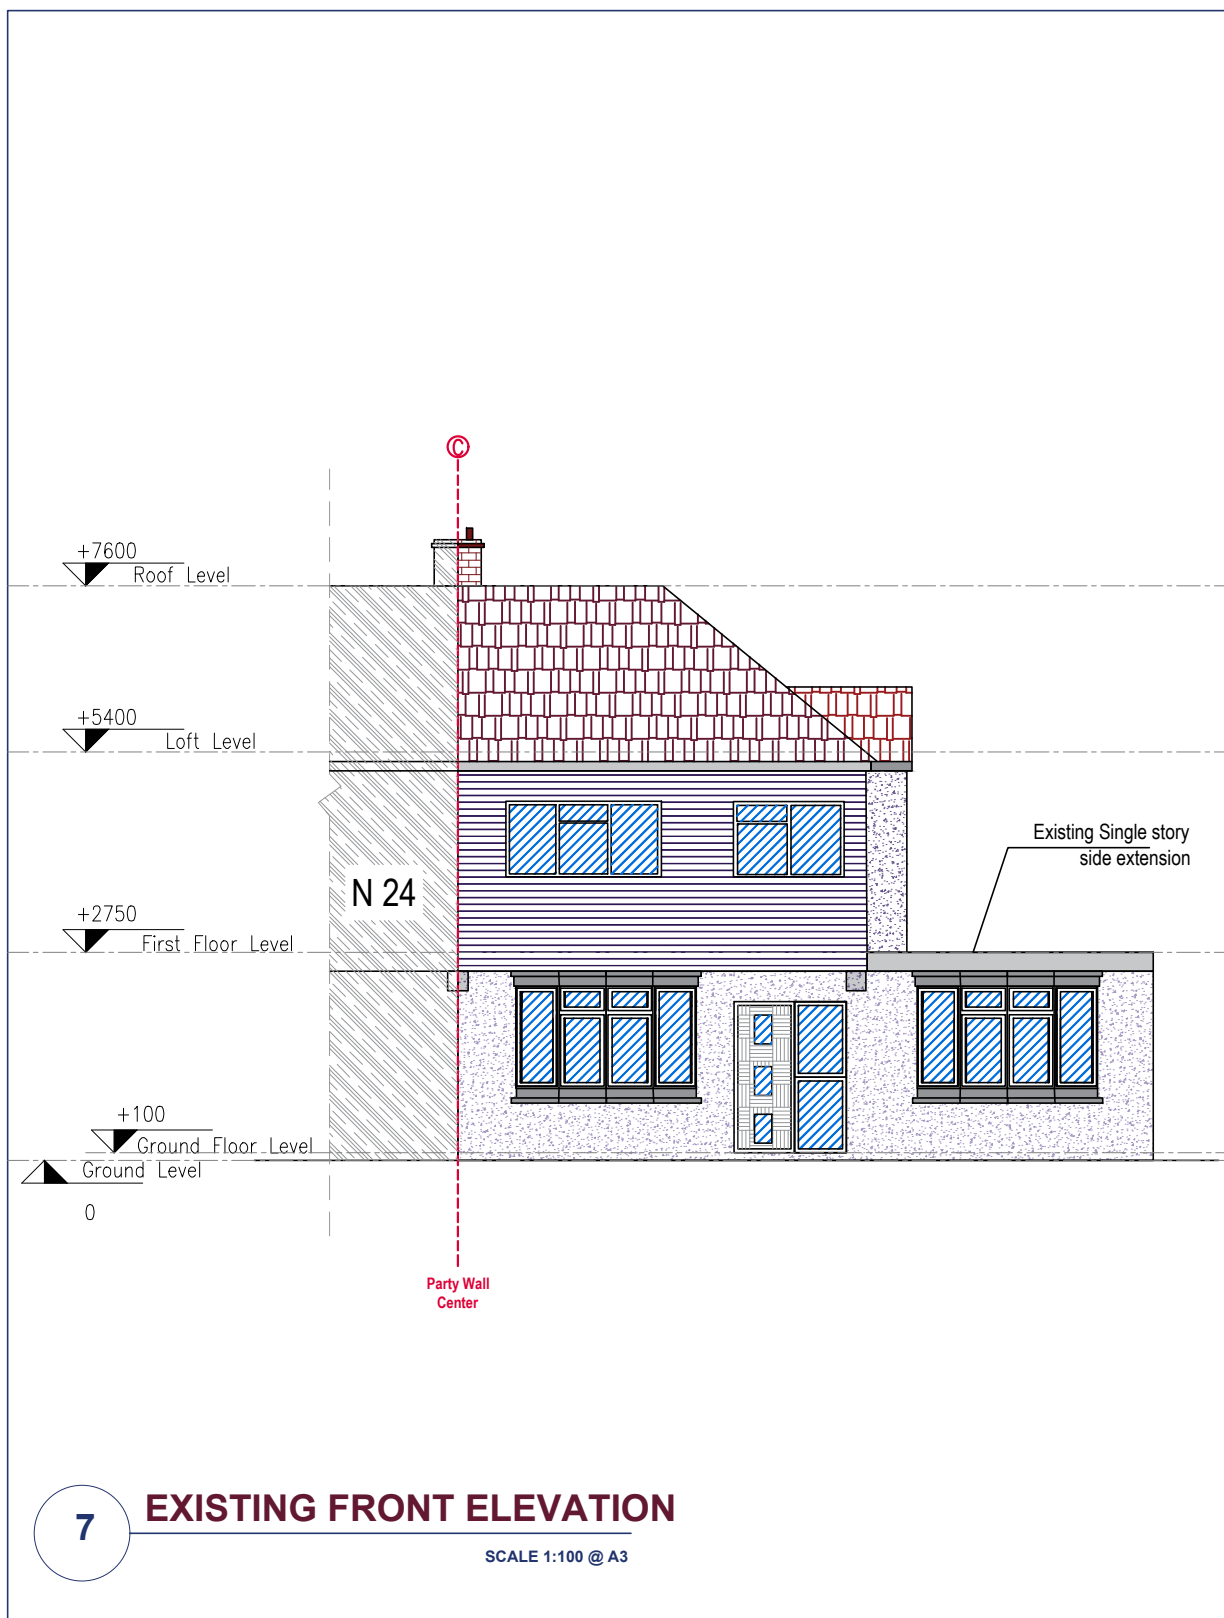 C
+7600
Roof Level
+5400
Loft Level
Existing Single story
side extension
N 24
+2750
First Floor Level
+100
Ground Floor Level
Ground Level
0
Party Wall
Center
7
EXISTING FRONT ELEVATION
SCALE 1:100 @ A3